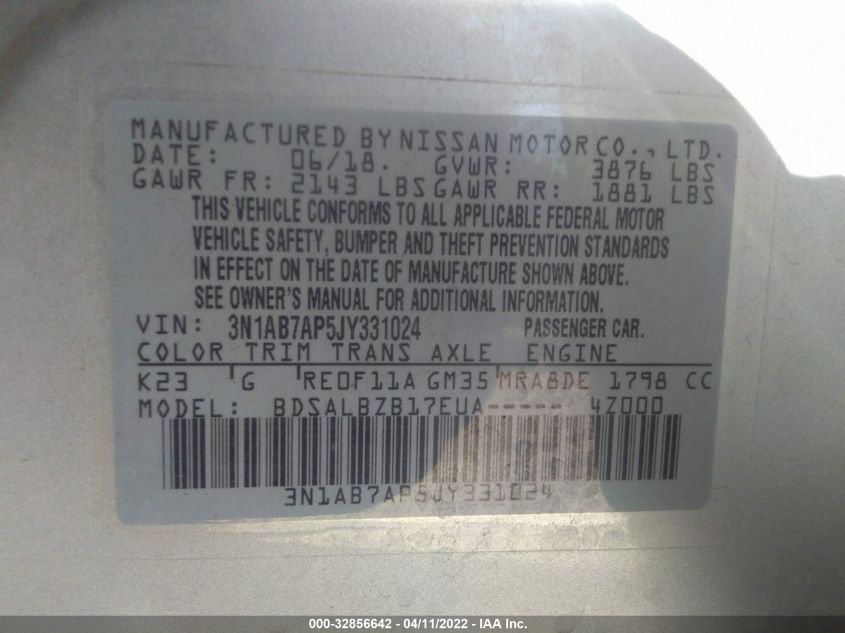 MANUFACTURED BY NISSAN MOTOR CO., LTD.
DATE: 06/18. GVWR: 3876 LBS
GAWR FR: 2143 LBS GAWR RR: 1881 LBS
THIS VEHICLE CONFORMS TO ALL APPLICABLE FEDERAL MOTOR
VEHICLE SAFETY, BUMPER AND THEFT PREVENTION STANDARDS
IN EFFECT ON THE DATE OF MANUFACTURE SHOWN ABOVE.
SEE OWNER'S MANUAL FOR ADDITIONAL INFORMATION.
VIN: 3N1AB7AP5JY331024 PASSENGER CAR.
COLOR TRIM TRANS AXLE ENGINE
K23 G RE0F11A GM35 MRA8DE 1798 CC
MODEL: BDSALBZB17EUA----- 4Z000
3N1AB7AP5JY331024
000-32856642 - 04/11/2022 - IAA Inc.